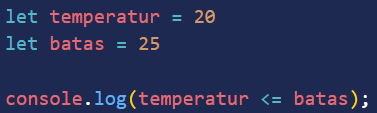 let temperatur = 20
let batas = 25
console.log(temperatur <= batas);